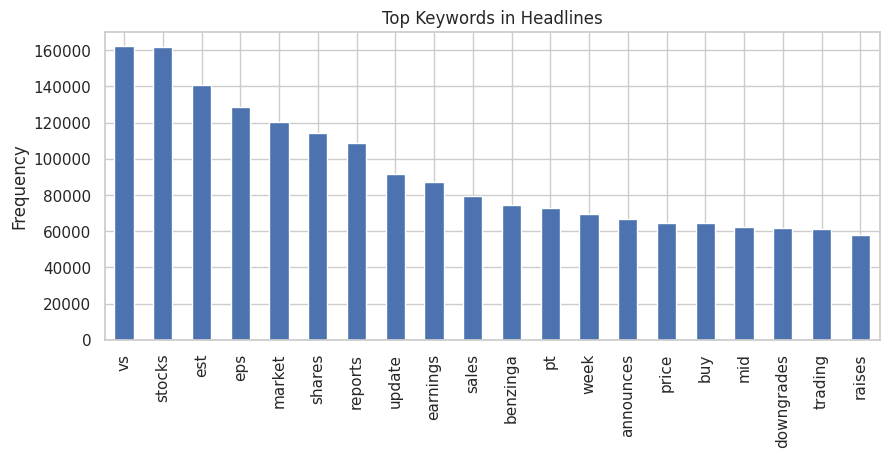 Top Keywords in Headlines
Frequency
160000
140000
120000
100000
80000
60000
40000
20000
0
vs
stocks
est
eps
market
shares
reports
update
earnings
sales
benzinga
pt
week
announces
price
buy
mid
downgrades
trading
raises